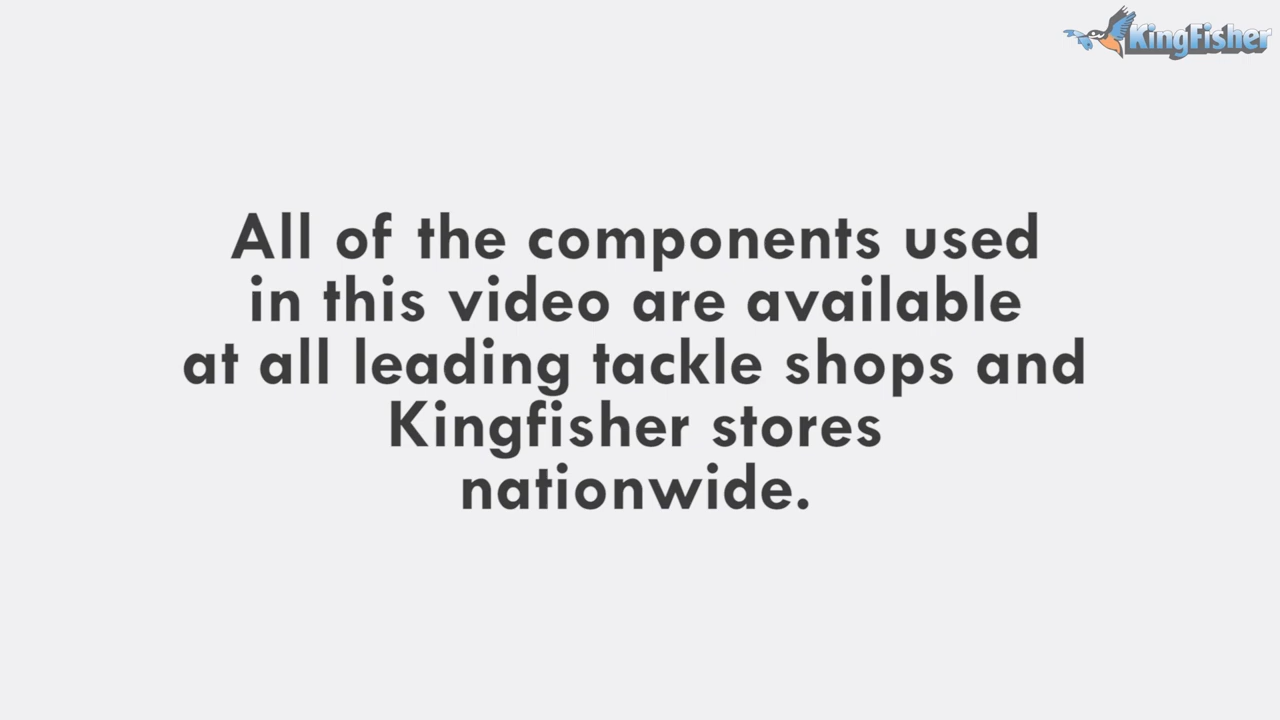 KingFisher
All of the components used
in this video are available
at all leading tackle shops and
Kingfisher stores
nationwide.